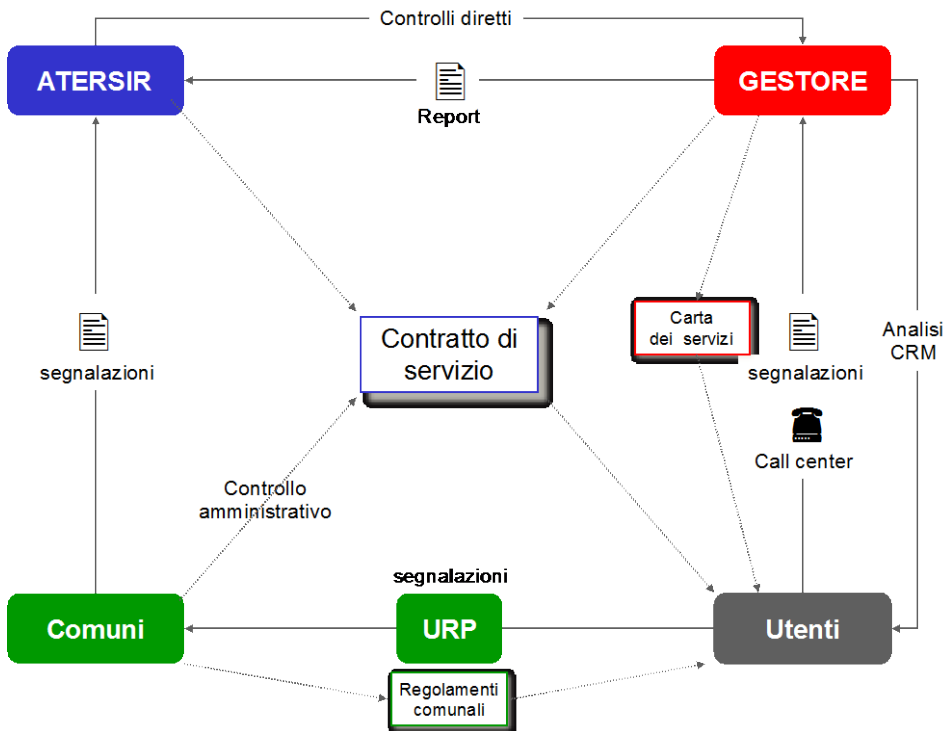 Controlli diretti
ATERSIR
GESTORE
Report
Carta
dei servizi
Contratto di
servizio
Analisi
CRM
segnalazioni
segnalazioni
Call center
Controllo
amministrativo
segnalazioni
Comuni
URP
Utenti
Regolamenti
comunali